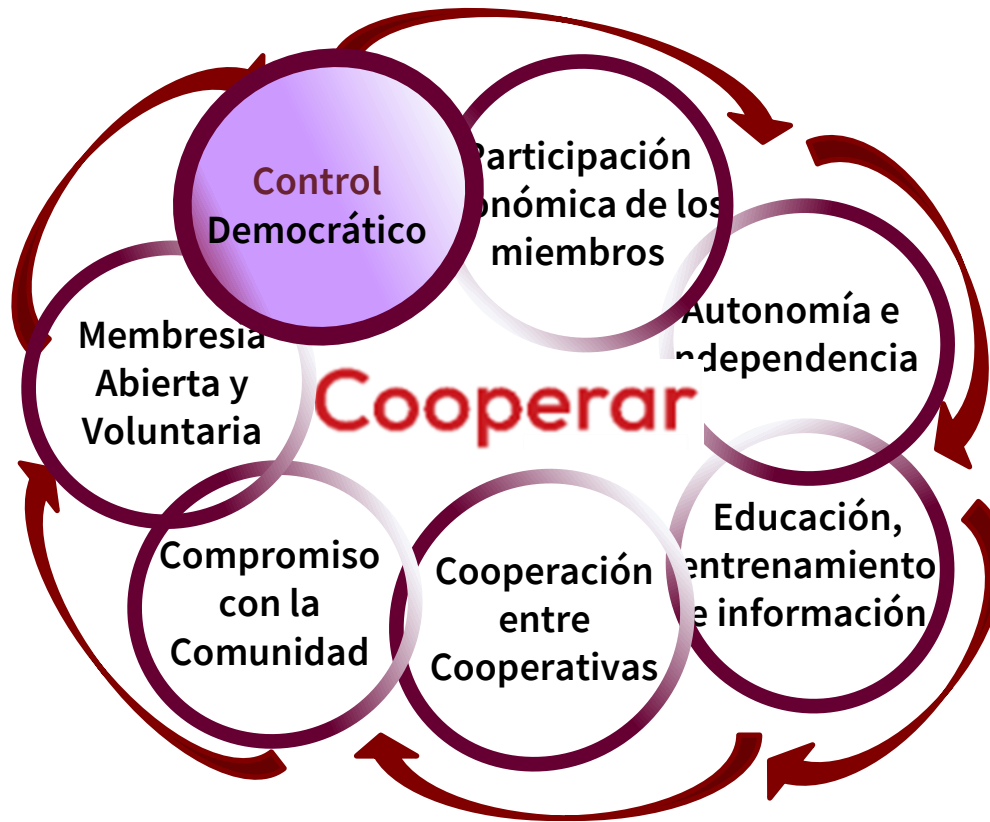 Control
Democrático
Participación
onómica de los
miembros
Autonomía e
ndependencia
Educación,
entrenamiento
e información
Cooperación
entre
Cooperativas
Compromiso
con la
Comunidad
Membresía
Abierta y
Voluntaria
Cooperar